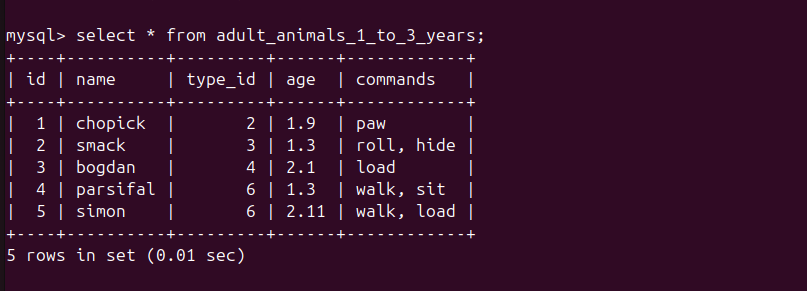 mysql> select * from adult_animals_1_to_3_years;
+----+----------+---------+------+------------+
| id | name     | type_id | age  | commands   |
+----+----------+---------+------+------------+
|  1 | chopick  |       2 | 1.9  | paw        |
|  2 | smack    |       3 | 1.3  | roll, hide |
|  3 | bogdan   |       4 | 2.1  | load       |
|  4 | parsifal |       6 | 1.3  | walk, sit  |
|  5 | simon    |       6 | 2.11 | walk, load |
+----+----------+---------+------+------------+
5 rows in set (0.01 sec)